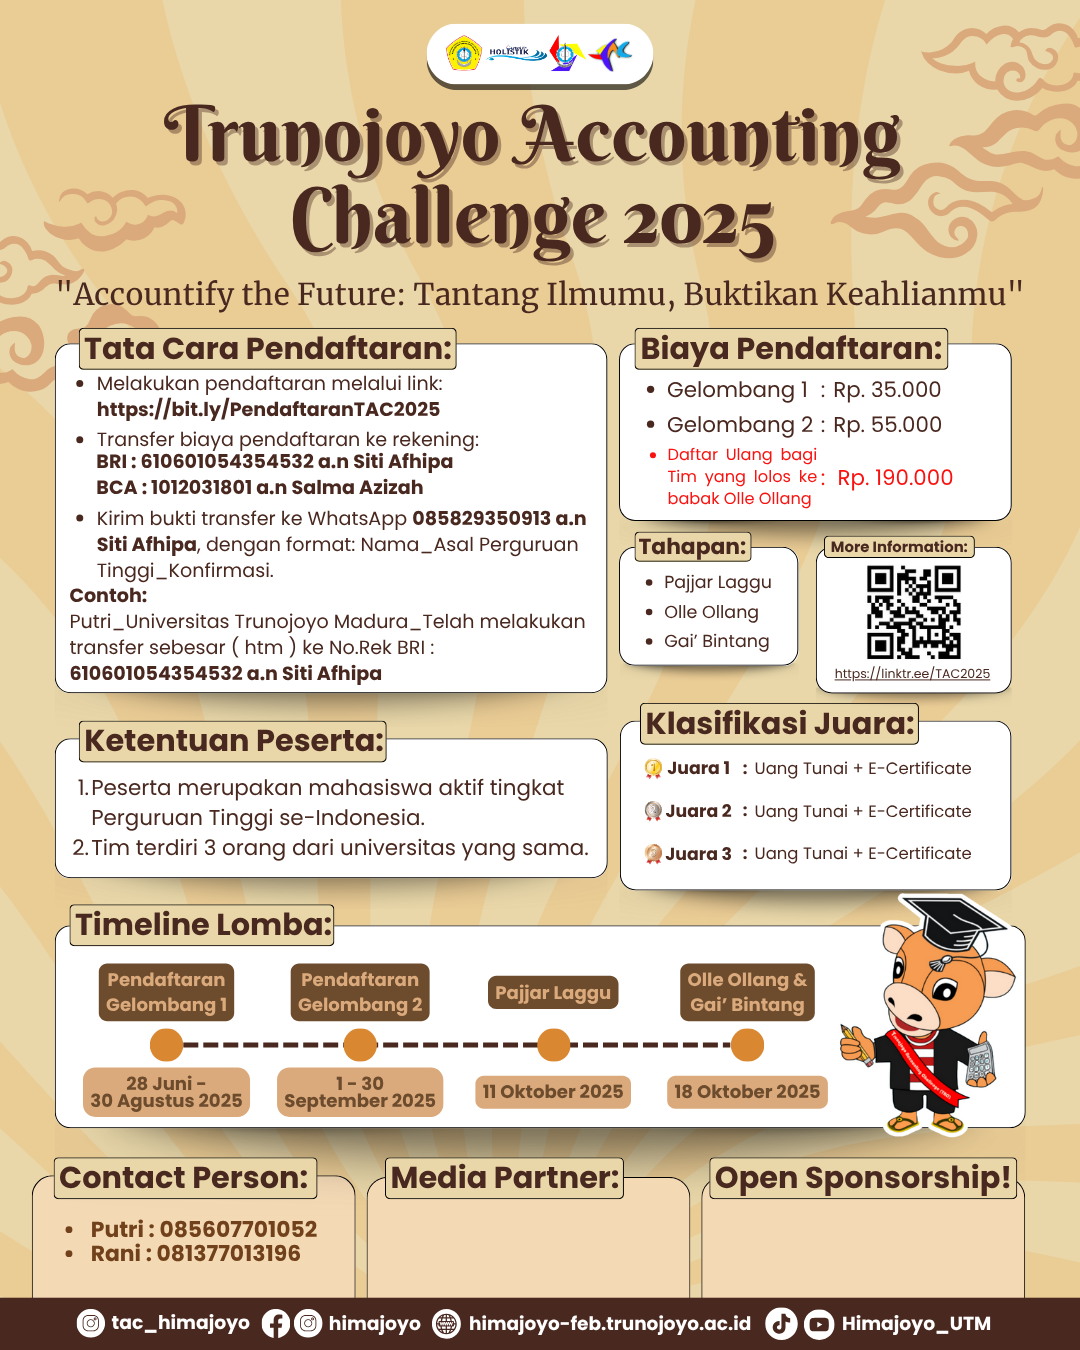 HOLISTIK
Trunojoyo Accounting
Challenge 2025
"Accountify the Future: Tantang Ilmumu, Buktikan Keahlianmu"
Tata Cara Pendaftaran:
• Melakukan pendaftaran melalui link:
https://bit.ly/PendaftaranTAC2025
• Transfer biaya pendaftaran ke rekening:
BRI : 610601054354532 a.n Siti Afhipa
BCA : 1012031801 a.n Salma Azizah
• Kirim bukti transfer ke WhatsApp 085829350913 a.n
Siti Afhipa, dengan format: Nama_Asal Perguruan
Tinggi_Konfirmasi.
Contoh:
Putri_Universitas Trunojoyo Madura_Telah melakukan
transfer sebesar ( htm ) ke No.Rek BRI :
610601054354532 a.n Siti Afhipa
Biaya Pendaftaran:
• Gelombang 1 : Rp. 35.000
• Gelombang 2 : Rp. 55.000
• Daftar Ulang bagi
Tim yang lolos ke : Rp. 190.000
babak Olle Ollang
Tahapan:
• Pajjar Laggu
• Olle Ollang
• Gai' Bintang
More Information:
https://linktr.ee/TAC2025
Ketentuan Peserta:
1. Peserta merupakan mahasiswa aktif tingkat
Perguruan Tinggi se-Indonesia.
2. Tim terdiri 3 orang dari universitas yang sama.
Klasifikasi Juara:
Juara 1 : Uang Tunai + E-Certificate
Juara 2 : Uang Tunai + E-Certificate
Juara 3 : Uang Tunai + E-Certificate
Timeline Lomba:
Pendaftaran
Gelombang 1
28 Juni -
30 Agustus 2025
Pendaftaran
Gelombang 2
1 - 30
September 2025
Pajjar Laggu
11 Oktober 2025
Olle Ollang &
Gai' Bintang
18 Oktober 2025
Contact Person:
• Putri : 085607701052
• Rani : 081377013196
Media Partner:
Open Sponsorship!
tac_himajoyo
himajoyo
himajoyo-feb.trunojoyo.ac.id
Himajoyo_UTM